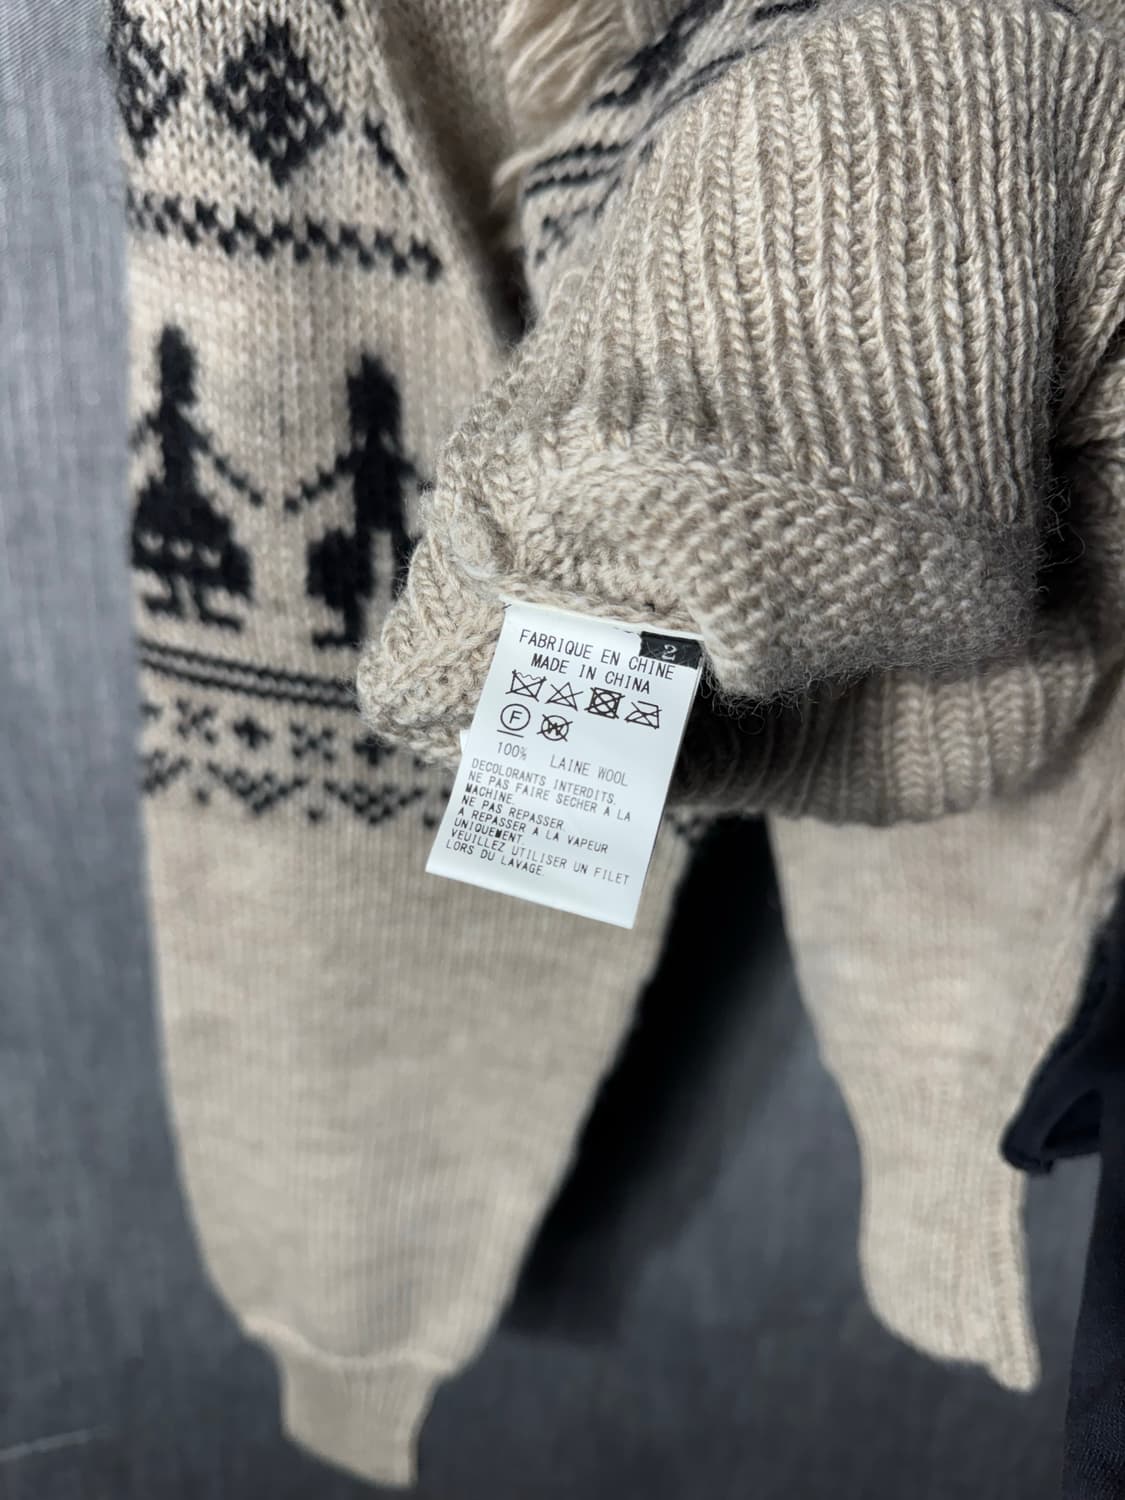 2
FABRIQUE EN CHINE
MADE IN CHINA
F
W
100% LAINE WOOL
DECOLORANTS INTERDITS.
NE PAS FAIRE SECHER A LA
MACHINE.
NE PAS REPASSER.
A REPASSER A LA VAPEUR
UNIQUEMENT.
VEUILLEZ UTILISER UN FILET
LORS DU LAVAGE.